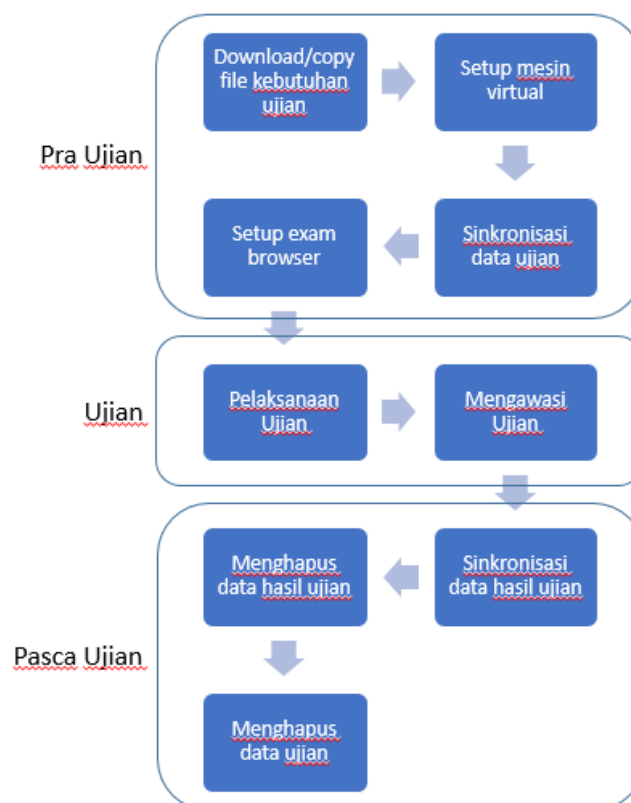 Download/copy
file kebutuhan
ujian
Setup mesin
virtual
Pra Ujian
Setup exam
browser
Sinkronisasi
data ujian
Ujian
Pelaksanaan
Ujian
Mengawasi
Ujian
Menghapus
data hasil ujian
Sinkronisasi
data hasil ujian
Pasca Ujian
Menghapus
data ujian